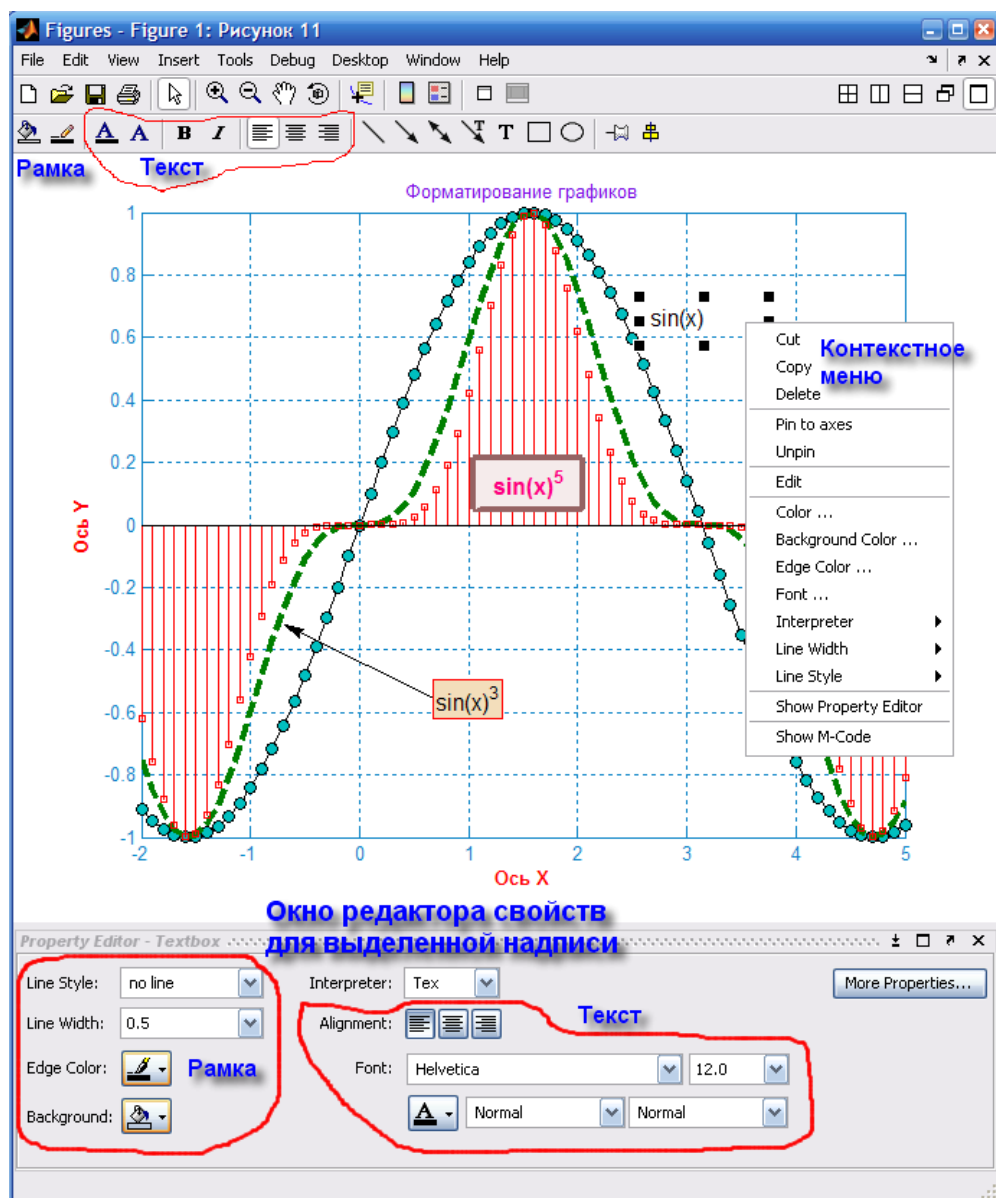 Figures - Figure 1: Рисунок 11
File Edit View Insert Tools Debug Desktop Window Help
A A B I T T
Рамка Текст
Форматирование графиков
1
0.8
0.6
0.4
0.2
0
-0.2
-0.4
-0.6
-0.8
-1
Ось Y
sin(x)
sin(x)^5
sin(x)^3
Cut
Copy
Delete
Контекстное
меню
Pin to axes
Unpin
Edit
Color ...
Background Color ...
Edge Color ...
Font ...
Interpreter
Line Width
Line Style
Show Property Editor
Show M-Code
-2 -1 0 1 2 3 4 5
Ось X
Окно редактора свойств
для выделенной надписи
Property Editor - Textbox
Line Style: no line
Line Width: 0.5
Edge Color:
Рамка
Background:
Interpreter: Tex
More Properties...
Alignment:
Текст
Font: Helvetica 12.0
A Normal Normal